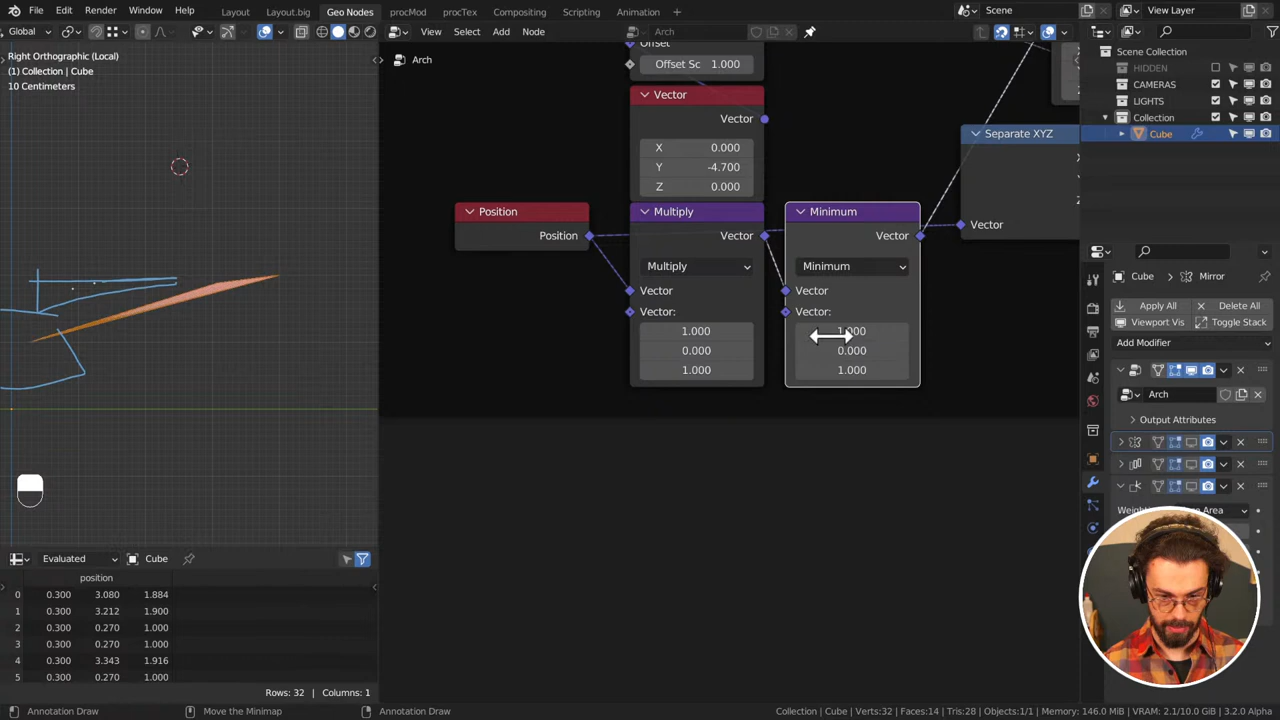 File Edit Render Window Help Layout Layout.big Geo Nodes procMod procTex Compositing Scripting Animation + Scene View Layer
Global View Select Add Node Arch
Right Orthographic (Local)
(1) Collection | Cube
10 Centimeters
Arch
Offset
Offset Sc 1.000
Vector
Vector
X 0.000
Y -4.700
Z 0.000
Position
Position
Multiply
Vector
Multiply
Vector
Vector:
1.000
0.000
1.000
Minimum
Vector
Minimum
Vector
Vector:
1.000
0.000
1.000
Separate XYZ
Vector
Scene Collection
HIDDEN
CAMERAS
LIGHTS
Collection
Cube
Cube > Mirror
Apply All Delete All
Viewport Vis Toggle Stack
Add Modifier
Arch
Output Attributes
Evaluated Cube
position
0 0.300 3.080 1.884
1 0.300 3.212 1.900
2 0.300 0.270 1.000
3 0.300 0.270 1.000
4 0.300 3.343 1.916
5 0.300 0.270 1.000
Rows: 32 | Columns: 1
Annotation Draw Move the Minimap Annotation Draw Collection | Cube | Verts:32 | Faces:14 | Tris:28 | Objects:1/1 | Memory: 146.0 MiB | VRAM: 2.1/10.0 GiB | 3.2.0 Alpha